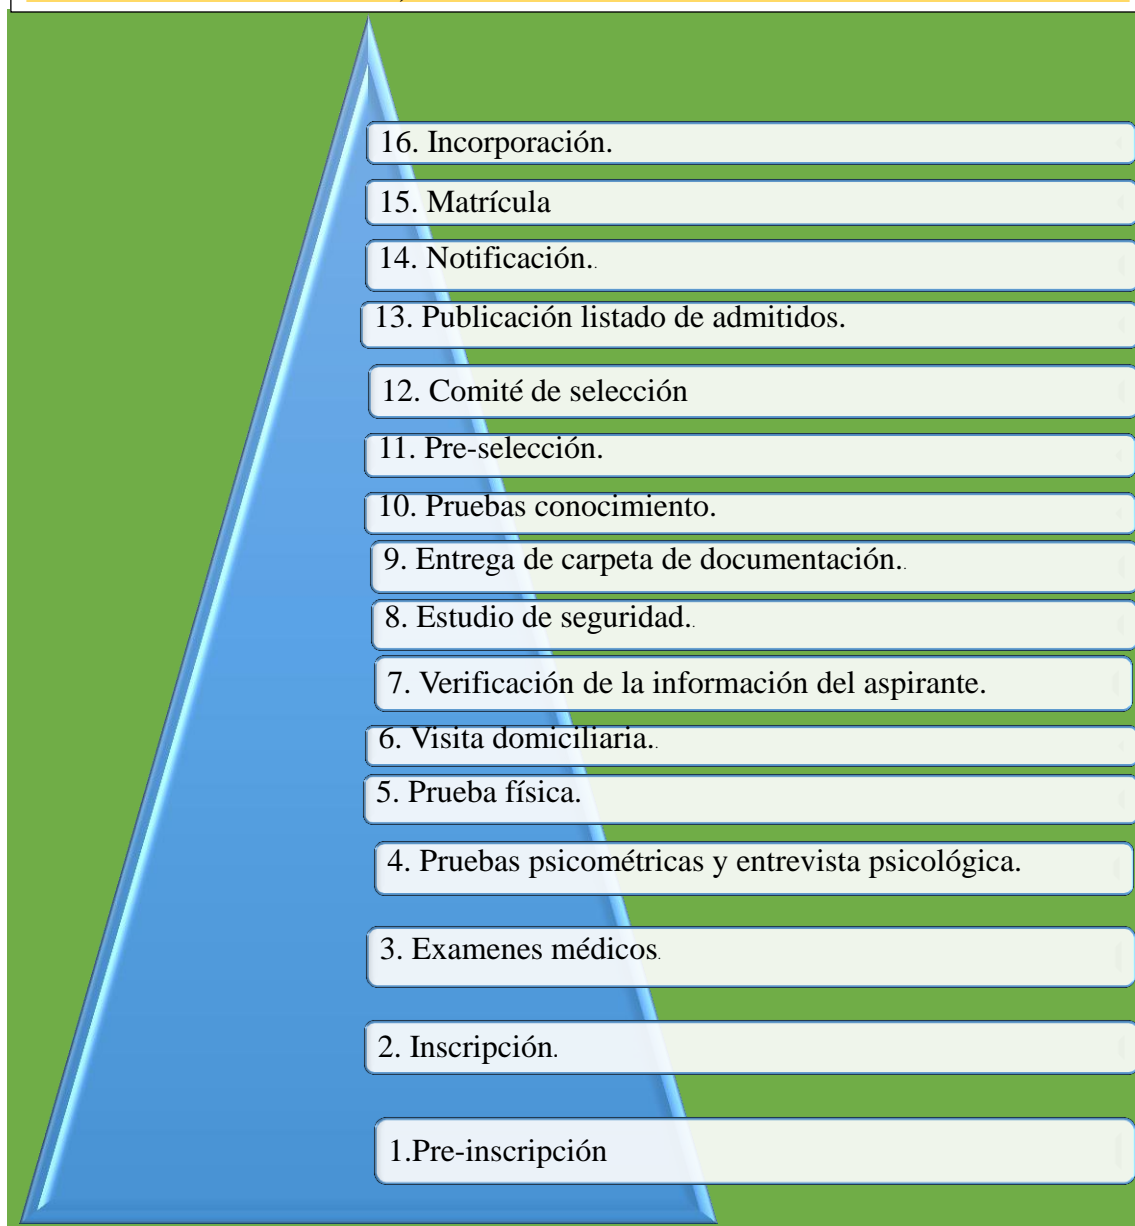 16. Incorporación.
15. Matrícula
14. Notificación..
13. Publicación listado de admitidos.
12. Comité de selección
11. Pre-selección.
10. Pruebas conocimiento.
9. Entrega de carpeta de documentación..
8. Estudio de seguridad..
7. Verificación de la información del aspirante.
6. Visita domiciliaria..
5. Prueba física.
4. Pruebas psicométricas y entrevista psicológica.
3. Examenes médicos.
2. Inscripción.
1.Pre-inscripción